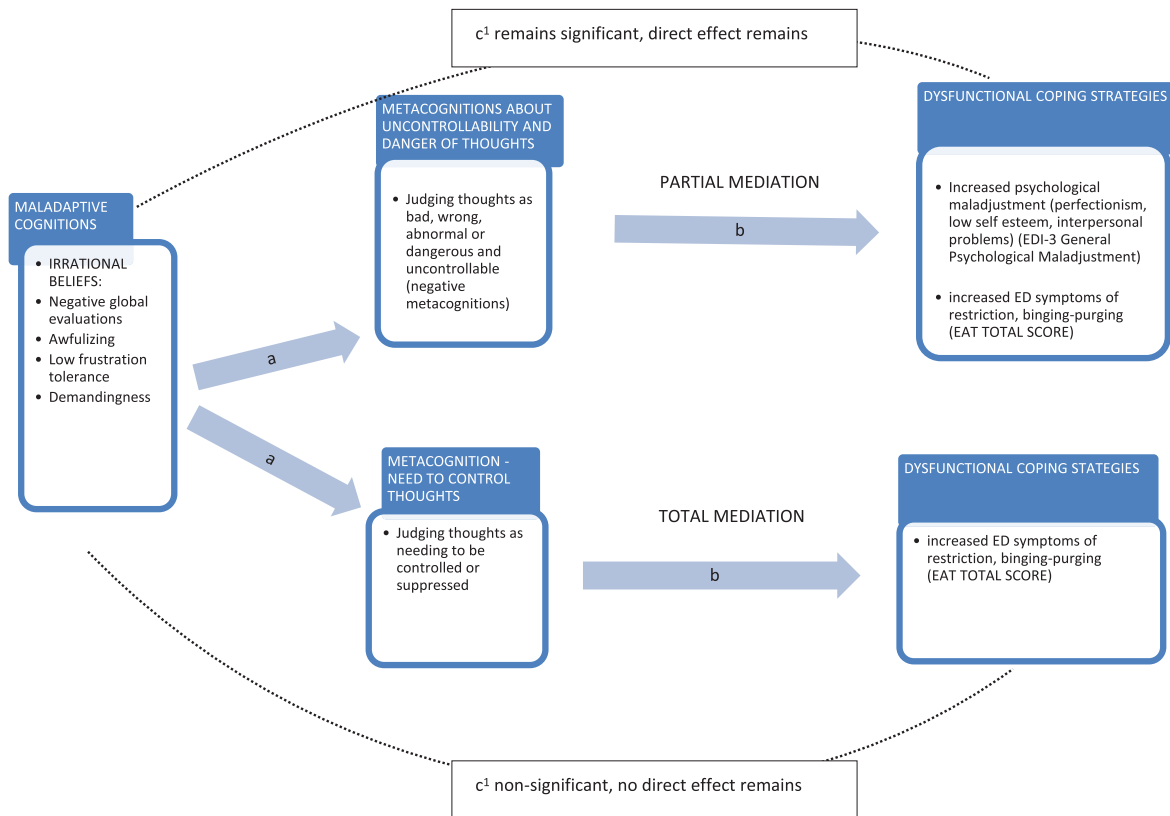 c¹ remains significant, direct effect remains
METACOGNITIONS ABOUT
UNCONTROLLABILITY AND
DANGER OF THOUGHTS
• Judging thoughts as
bad, wrong,
abnormal or
dangerous and
uncontrollable
(negative
metacognitions)
PARTIAL MEDIATION
b
DYSFUNCTIONAL COPING STRATEGIES
• Increased psychological
maladjustment (perfectionism,
low self esteem, interpersonal
problems) (EDI-3 General
Psychological Maladjustment)
• increased ED symptoms of
restriction, binging-purging
(EAT TOTAL SCORE)
MALADAPTIVE
COGNITIONS
• IRRATIONAL
BELIEFS:
• Negative global
evaluations
• Awfulizing
• Low frustration
tolerance
• Demandingness
a
a
METACOGNITION -
NEED TO CONTROL
THOUGHTS
• Judging thoughts as
needing to be
controlled or
suppressed
TOTAL MEDIATION
b
DYSFUNCTIONAL COPING STATEGIES
• increased ED symptoms of
restriction, binging-purging
(EAT TOTAL SCORE)
c¹ non-significant, no direct effect remains